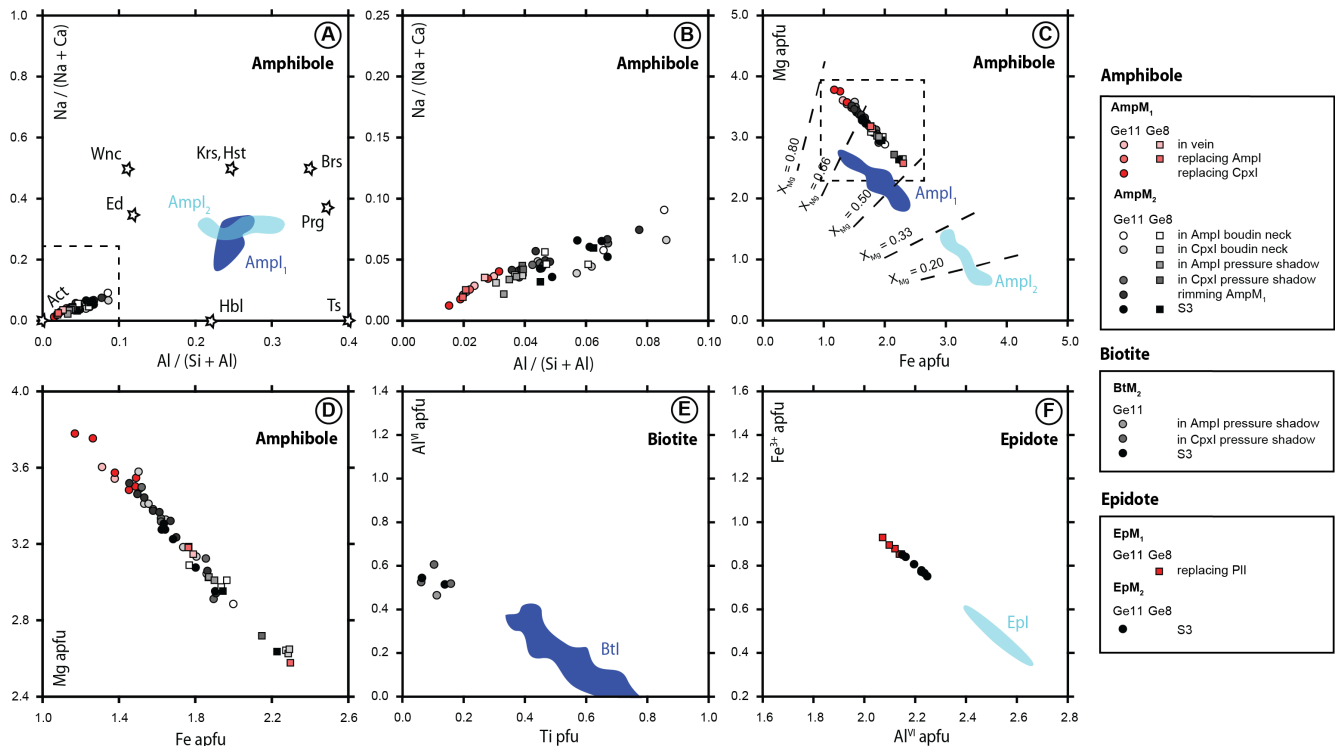 A
Amphibole
Na / (Na + Ca)
1.0
0.8
0.6
0.4
0.2
0.0
Wnc
Krs, Hst
Brs
Ed
Ampl2
Prg
Ampl1
Act
Hbl
Ts
0.0 0.1 0.2 0.3 0.4
Al / (Si + Al)
B
Amphibole
Na / (Na + Ca)
0.25
0.20
0.15
0.10
0.05
0.00
0.00 0.02 0.04 0.06 0.08 0.10
Al / (Si + Al)
C
Amphibole
Mg apfu
5.0
4.0
3.0
2.0
1.0
0.0
XMg = 0.80
XMg = 0.66
XMg = 0.50
XMg = 0.33
XMg = 0.20
Ampl1
Ampl2
0.0 1.0 2.0 3.0 4.0 5.0
Fe apfu
D
Amphibole
Mg apfu
4.0
3.6
3.2
2.8
2.4
1.0 1.4 1.8 2.2 2.6
Fe apfu
E
Biotite
AlVI apfu
1.4
1.2
1.0
0.8
0.6
0.4
0.2
0.0
BtI
0.0 0.2 0.4 0.6 0.8 1.0
Ti pfu
F
Epidote
Fe3+ apfu
1.6
1.4
1.2
1.0
0.8
0.6
0.4
0.2
EpI
1.6 1.8 2.0 2.2 2.4 2.6 2.8
AlVI apfu
Amphibole
AmpM1
Ge11 Ge8
in vein
replacing AmpI
replacing CpxI
AmpM2
Ge11 Ge8
in AmpI boudin neck
in CpxI boudin neck
in AmpI pressure shadow
in CpxI pressure shadow
rimming AmpM1
S3
Biotite
BtM2
Ge11
in AmpI pressure shadow
in CpxI pressure shadow
S3
Epidote
EpM1
Ge11 Ge8
replacing PlI
EpM2
Ge11 Ge8
S3